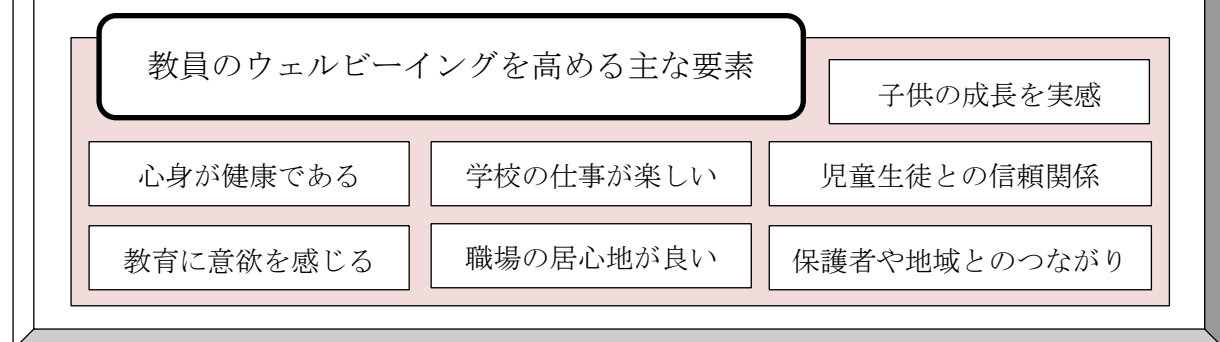 教員のウェルビーイングを高める主な要素
子供の成長を実感
心身が健康である
学校の仕事が楽しい
児童生徒との信頼関係
教育に意欲を感じる
職場の居心地が良い
保護者や地域とのつながり